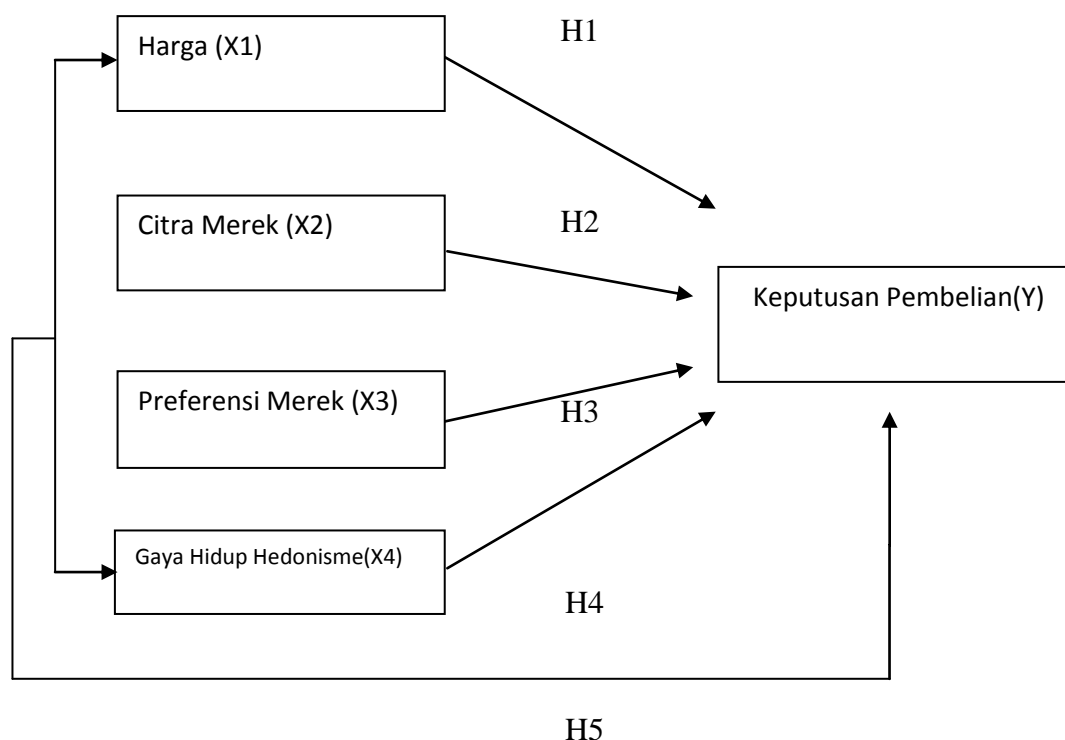 Harga (X1)
H1
Citra Merek (X2)
H2
Keputusan Pembelian(Y)
Preferensi Merek (X3)
H3
Gaya Hidup Hedonisme(X4)
H4
H5